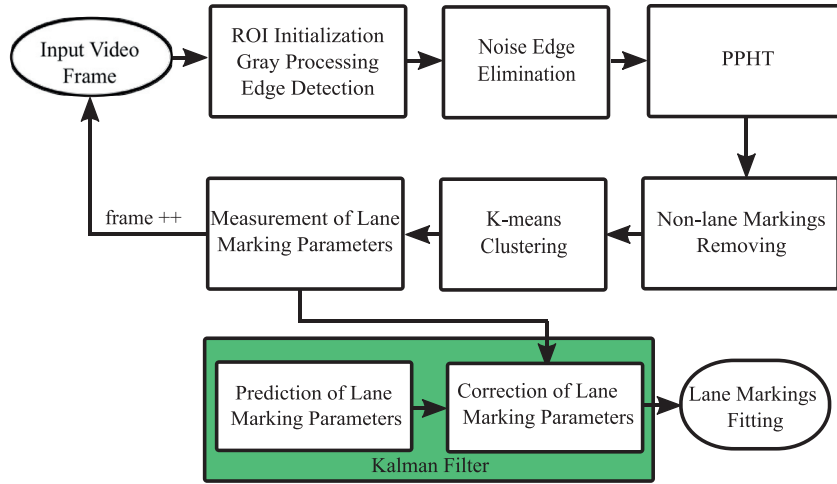 Input Video
Frame
ROI Initialization
Gray Processing
Edge Detection
Noise Edge
Elimination
PPHT
frame ++
Measurement of Lane
Marking Parameters
K-means
Clustering
Non-lane Markings
Removing
Prediction of Lane
Marking Parameters
Correction of Lane
Marking Parameters
Lane Markings
Fitting
Kalman Filter